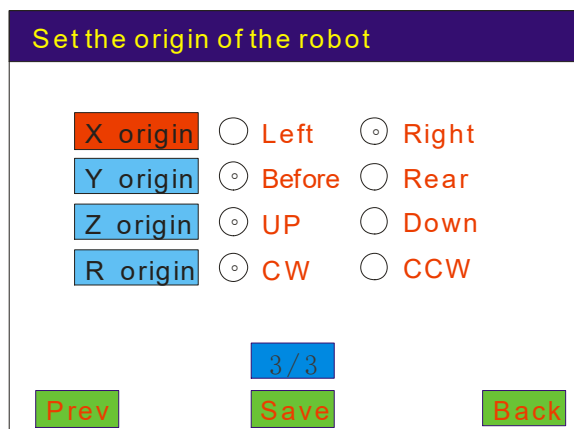 Set the origin of the robot
X origin Left Right
Y origin Before Rear
Z origin UP Down
R origin CW CCW
3/3
Prev Save Back